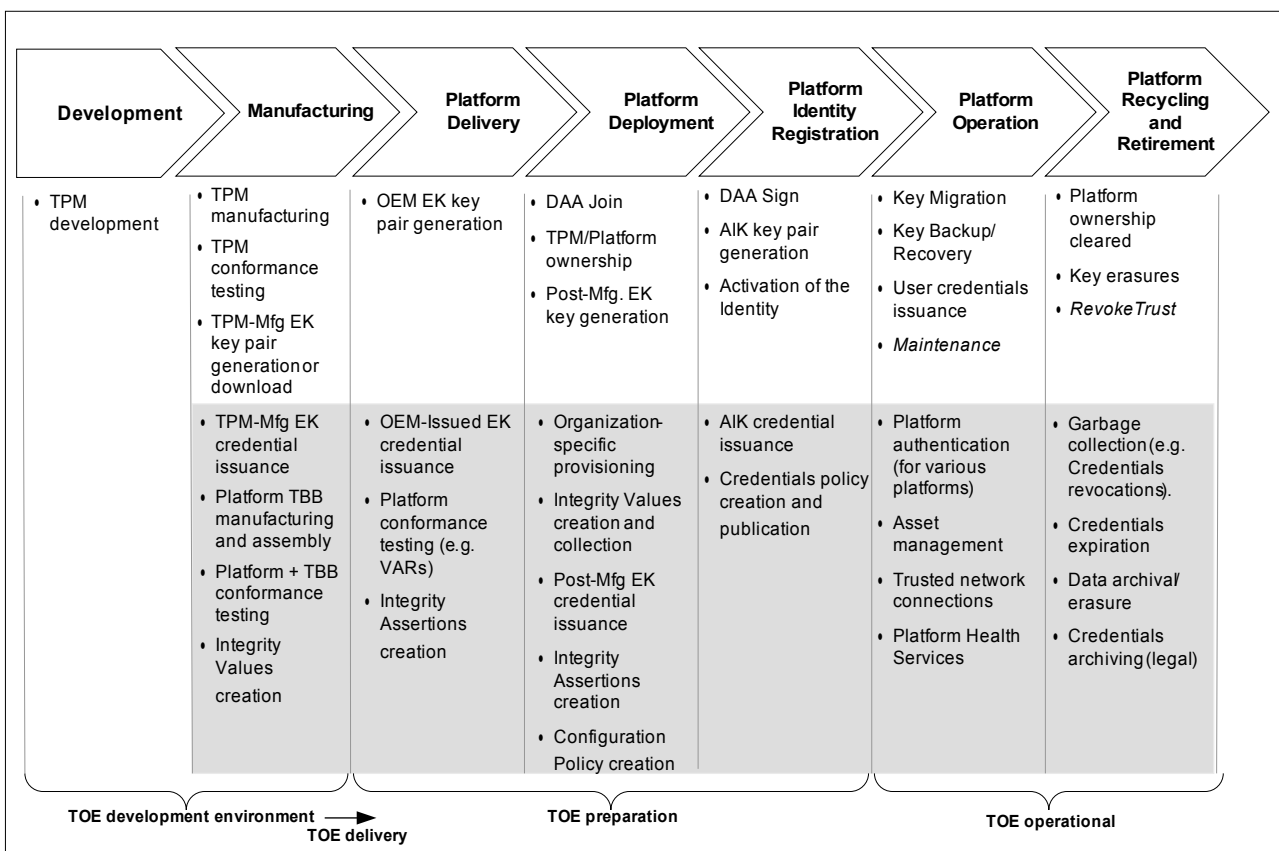 Development
Manufacturing
Platform
Delivery
Platform
Deployment
Platform
Identity
Registration
Platform
Operation
Platform
Recycling
and
Retirement
• TPM
development
• TPM
manufacturing
• TPM
conformance
testing
• TPM-Mfg EK
key pair
generation or
download
• OEM EK key
pair generation
• DAA Join
• TPM/Platform
ownership
• Post-Mfg. EK
key generation
• DAA Sign
• AIK key pair
generation
• Activation of the
Identity
• Key Migration
• Key Backup/
Recovery
• User credentials
issuance
• Maintenance
• Platform
ownership
cleared
• Key erasures
• RevokeTrust
• TPM-Mfg EK
credential
issuance
• Platform TBB
manufacturing
and assembly
• Platform + TBB
conformance
testing
• Integrity
Values
creation
• OEM-Issued EK
credential
issuance
• Platform
conformance
testing (e.g.
VARs)
• Integrity
Assertions
creation
• Organization-
specific
provisioning
• Integrity Values
creation and
collection
• Post-Mfg EK
credential
issuance
• Integrity
Assertions
creation
• Configuration
Policy creation
• AIK credential
issuance
• Credentials policy
creation and
publication
• Platform
authentication
(for various
platforms)
• Asset
management
• Trusted network
connections
• Platform Health
Services
• Garbage
collection (e.g.
Credentials
revocations).
• Credentials
expiration
• Data archival/
erasure
• Credentials
archiving (legal)
TOE development environment
TOE delivery
TOE preparation
TOE operational